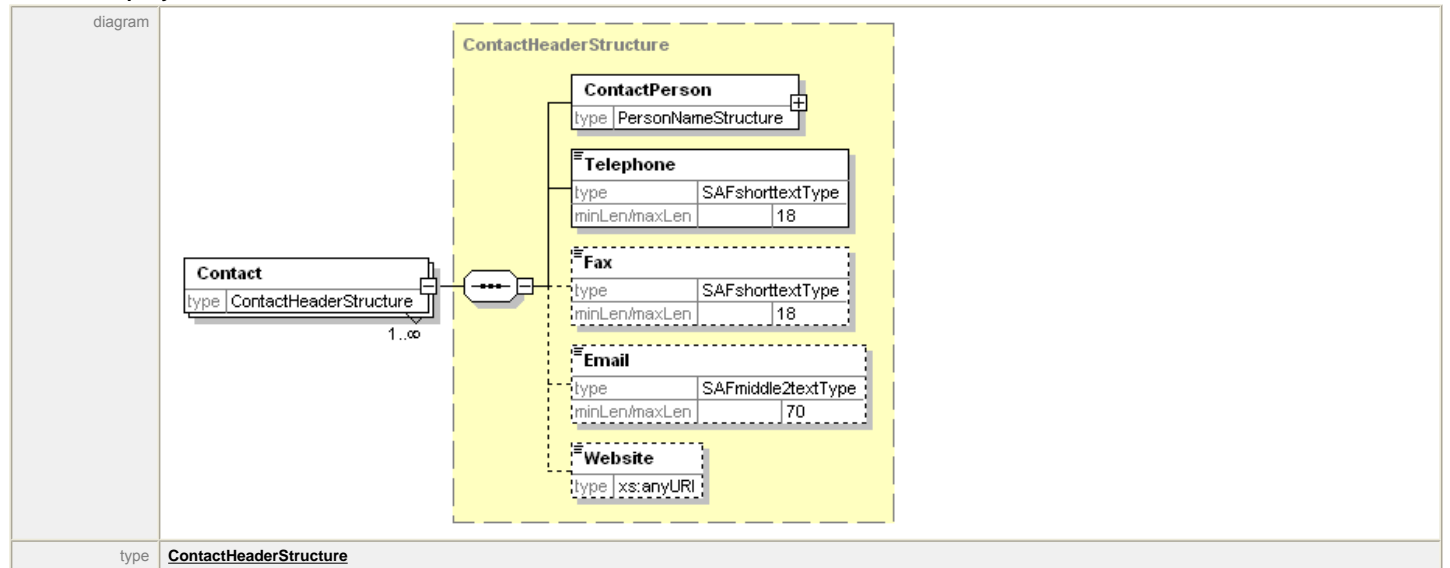 diagram
ContactHeaderStructure
ContactPerson
type PersonNameStructure
Telephone
type SAFshorttextType
minLen/maxLen 18
Fax
type SAFshorttextType
minLen/maxLen 18
Contact
type ContactHeaderStructure
1..∞
Email
type SAFmiddle2textType
minLen/maxLen 70
Website
type xs:anyURI
type ContactHeaderStructure